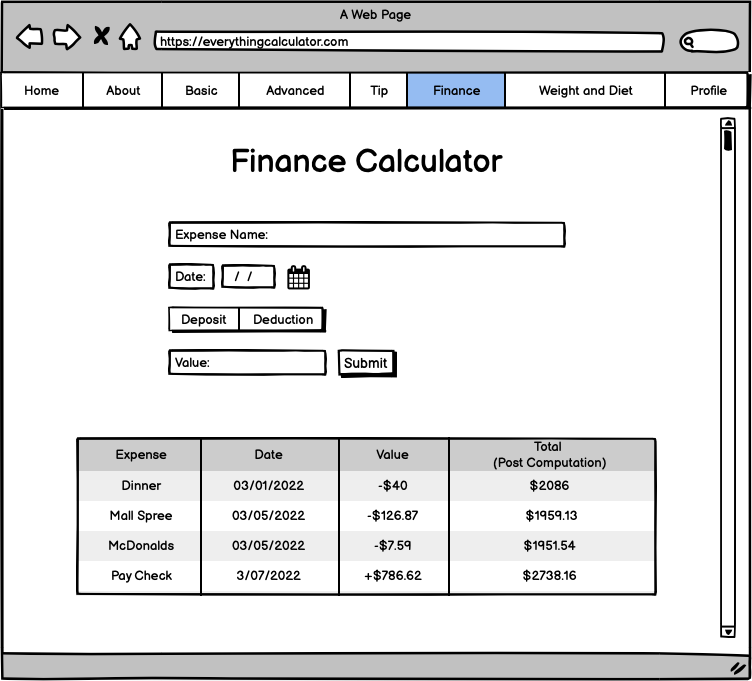 A Web Page
https://everythingcalculator.com
Home About Basic Advanced Tip Finance Weight and Diet Profile
Finance Calculator
Expense Name:
Date: / /
Deposit Deduction
Value: Submit
Expense Date Value Total
(Post Computation)
Dinner 03/01/2022 -$40 $2086
Mall Spree 03/05/2022 -$126.87 $1959.13
McDonalds 03/05/2022 -$7.59 $1951.54
Pay Check 3/07/2022 +$786.62 $2738.16